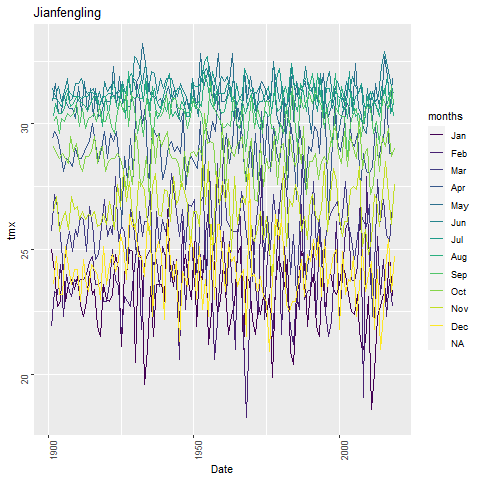 Jianfengling
tmx
30
25
20
1900
1950
2000
Date
months
Jan
Feb
Mar
Apr
May
Jun
Jul
Aug
Sep
Oct
Nov
Dec
NA